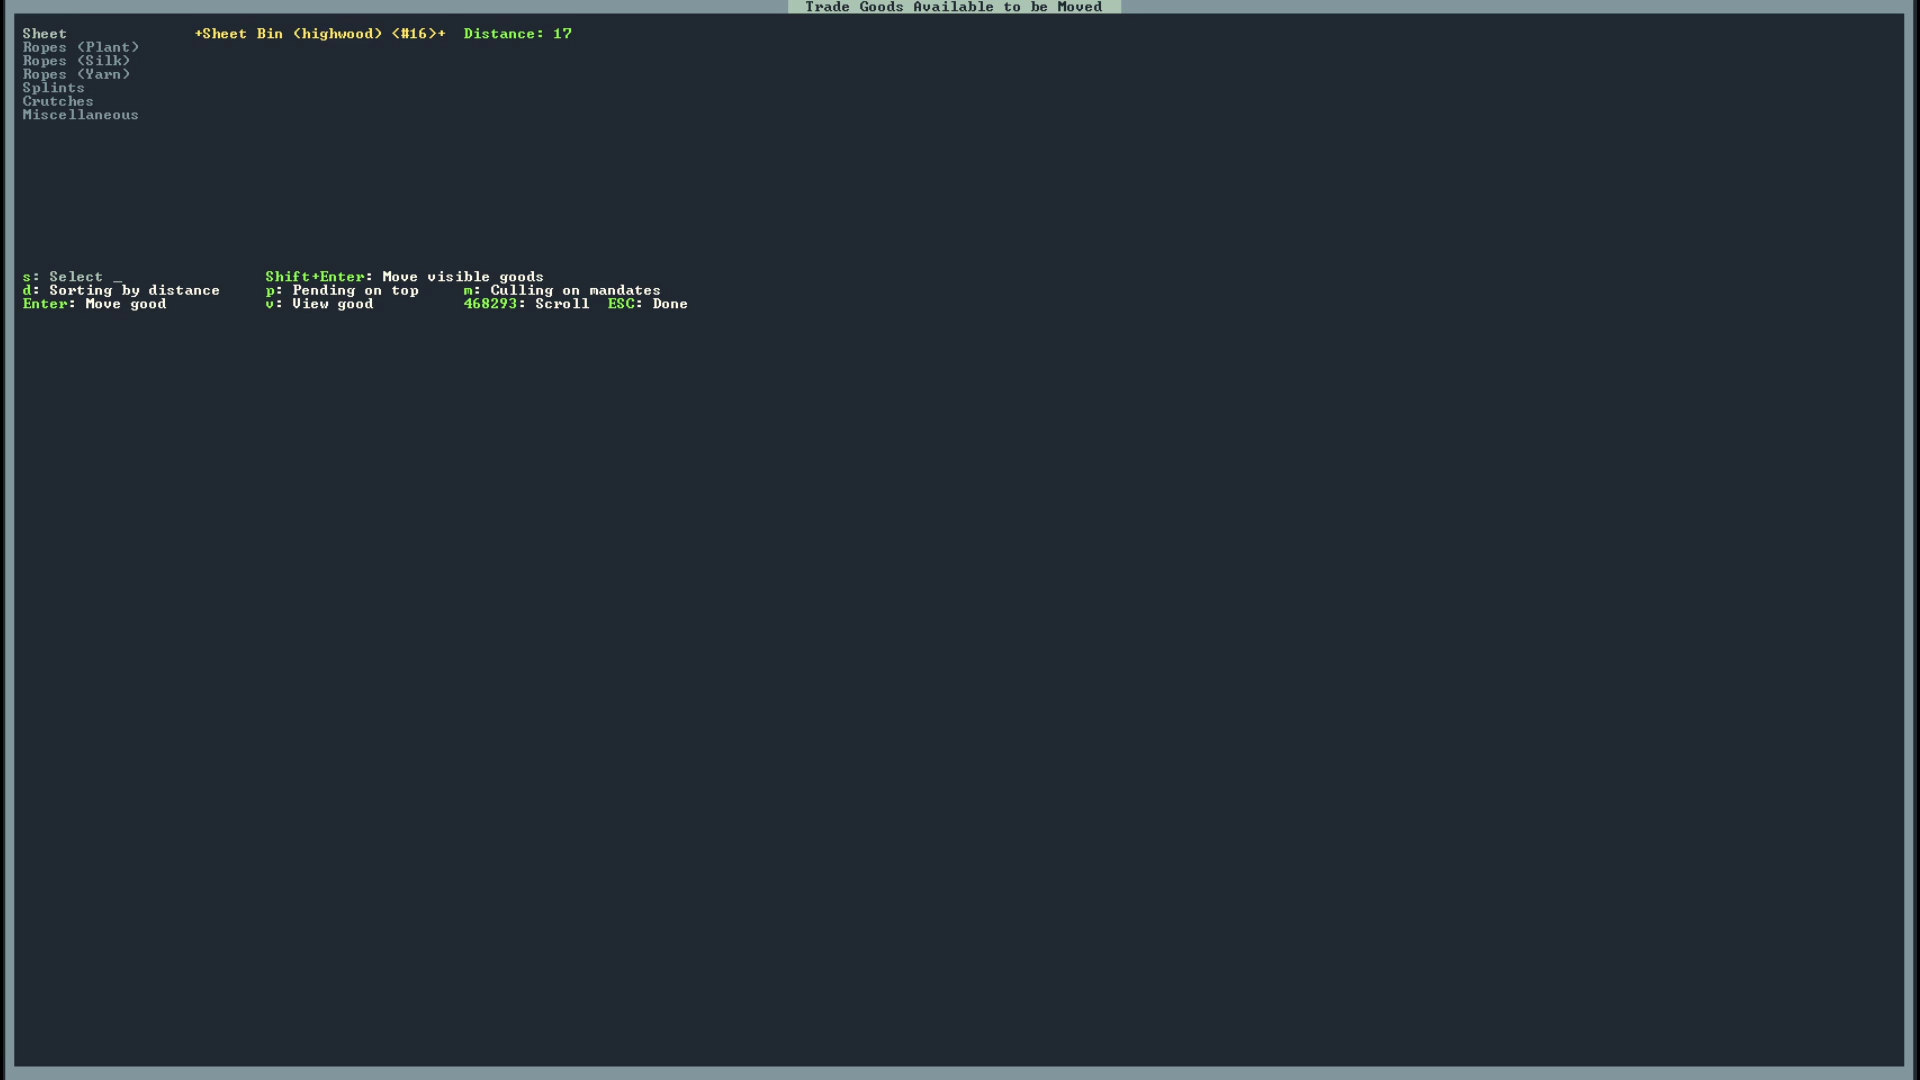 Trade Goods Available to be Moved
Sheet +Sheet Bin (highwood) <#16>+ Distance: 17
Ropes (Plant)
Ropes (Silk)
Ropes (Yarn)
Splints
Crutches
Miscellaneous
s: Select _ Shift+Enter: Move visible goods
d: Sorting by distance p: Pending on top m: Culling on mandates
Enter: Move good v: View good 468293: Scroll ESC: Done